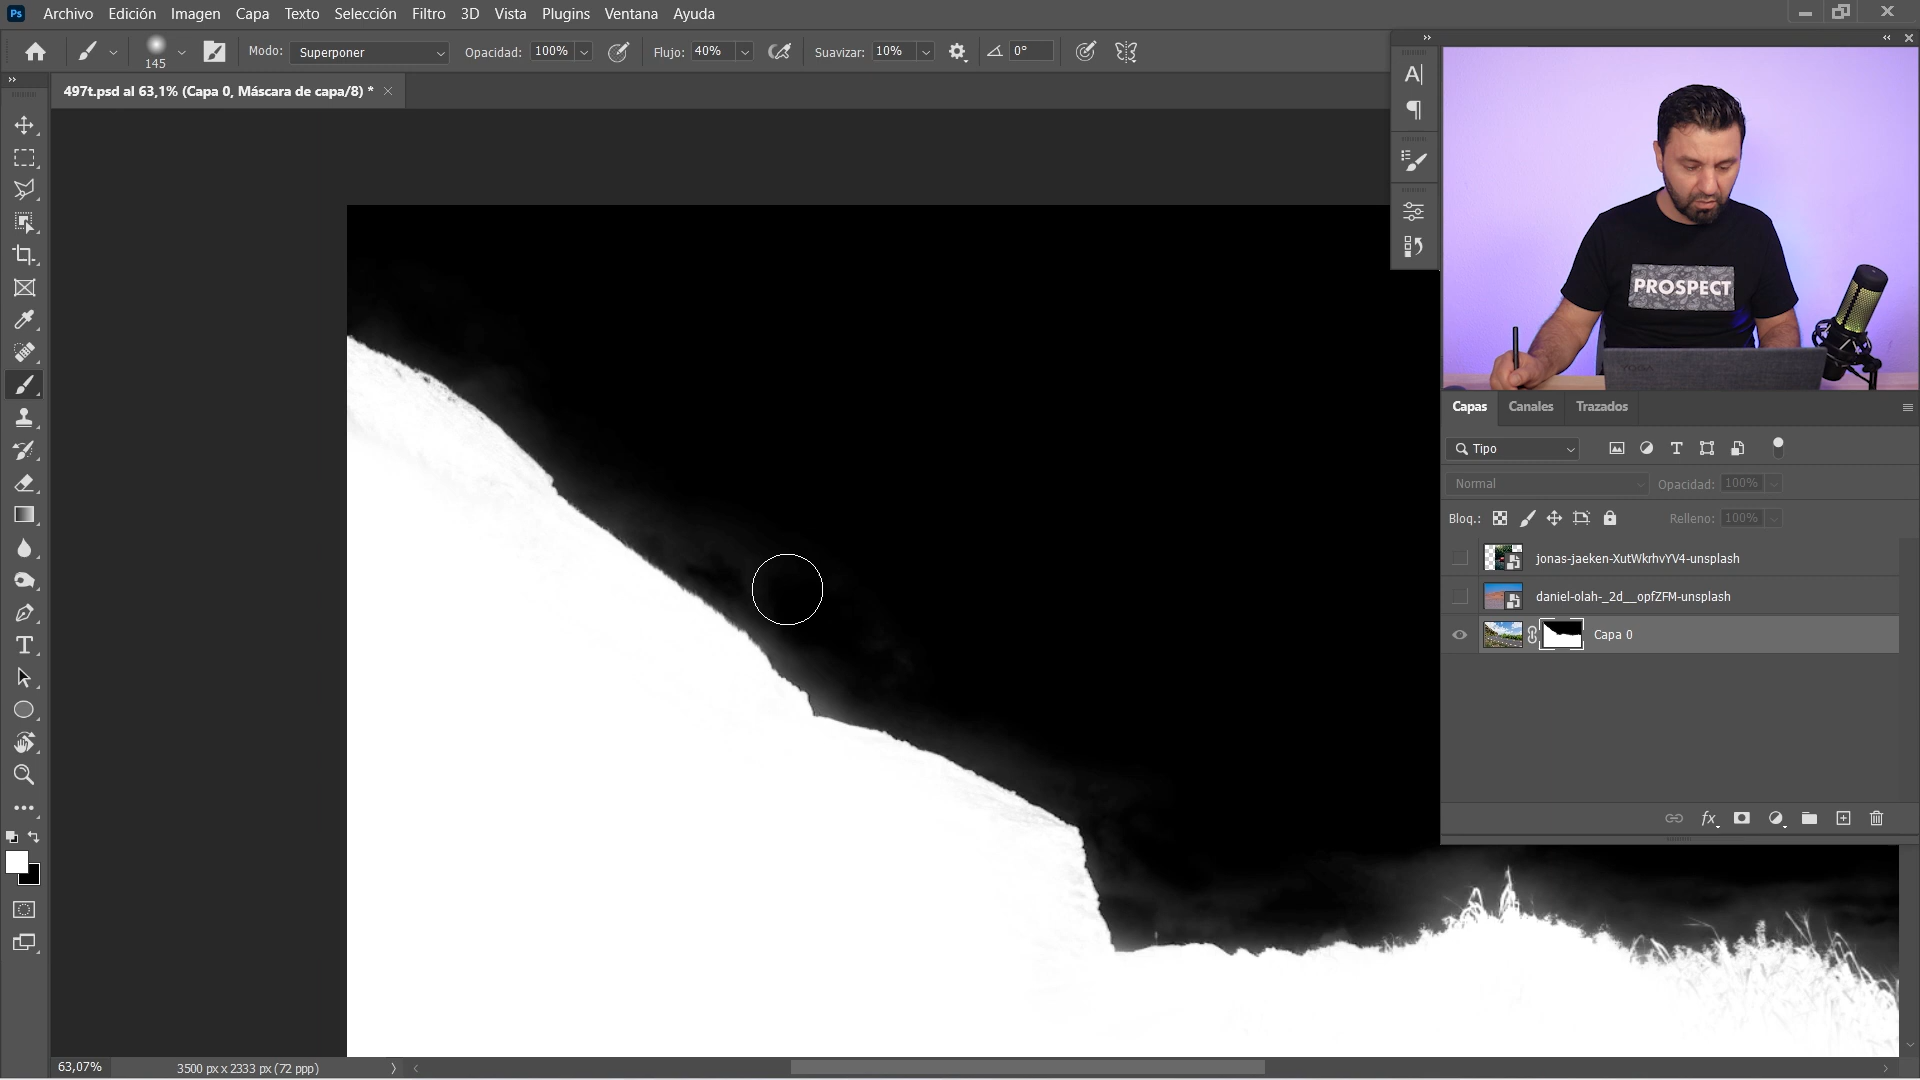 Ps Archivo Edición Imagen Capa Texto Selección Filtro 3D Vista Plugins Ventana Ayuda
145 Modo: Superponer Opacidad: 100% Flujo: 40% Suavizar: 10% 0°
497t.psd al 63,1% (Capa 0, Máscara de capa/8) *
PROSPECT
YOGA
Capas Canales Trazados
Tipo
Normal Opacidad: 100%
Bloq.: Relleno: 100%
jonas-jaeken-XutWkrhvYV4-unsplash
daniel-olah-_2d__opfZFM-unsplash
Capa 0
fx
63,07% 3500 px x 2333 px (72 ppp)